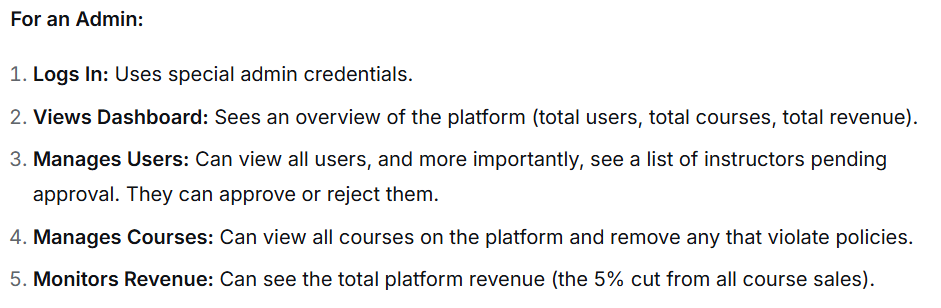 For an Admin:
1. Logs In: Uses special admin credentials.
2. Views Dashboard: Sees an overview of the platform (total users, total courses, total revenue).
3. Manages Users: Can view all users, and more importantly, see a list of instructors pending
approval. They can approve or reject them.
4. Manages Courses: Can view all courses on the platform and remove any that violate policies.
5. Monitors Revenue: Can see the total platform revenue (the 5% cut from all course sales).